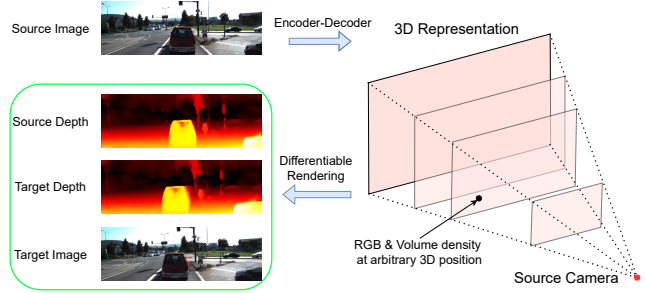 Source Image
Encoder-Decoder
3D Representation
Source Depth
Target Depth
Differentiable
Rendering
Target Image
RGB & Volume density
at arbitrary 3D position
Source Camera